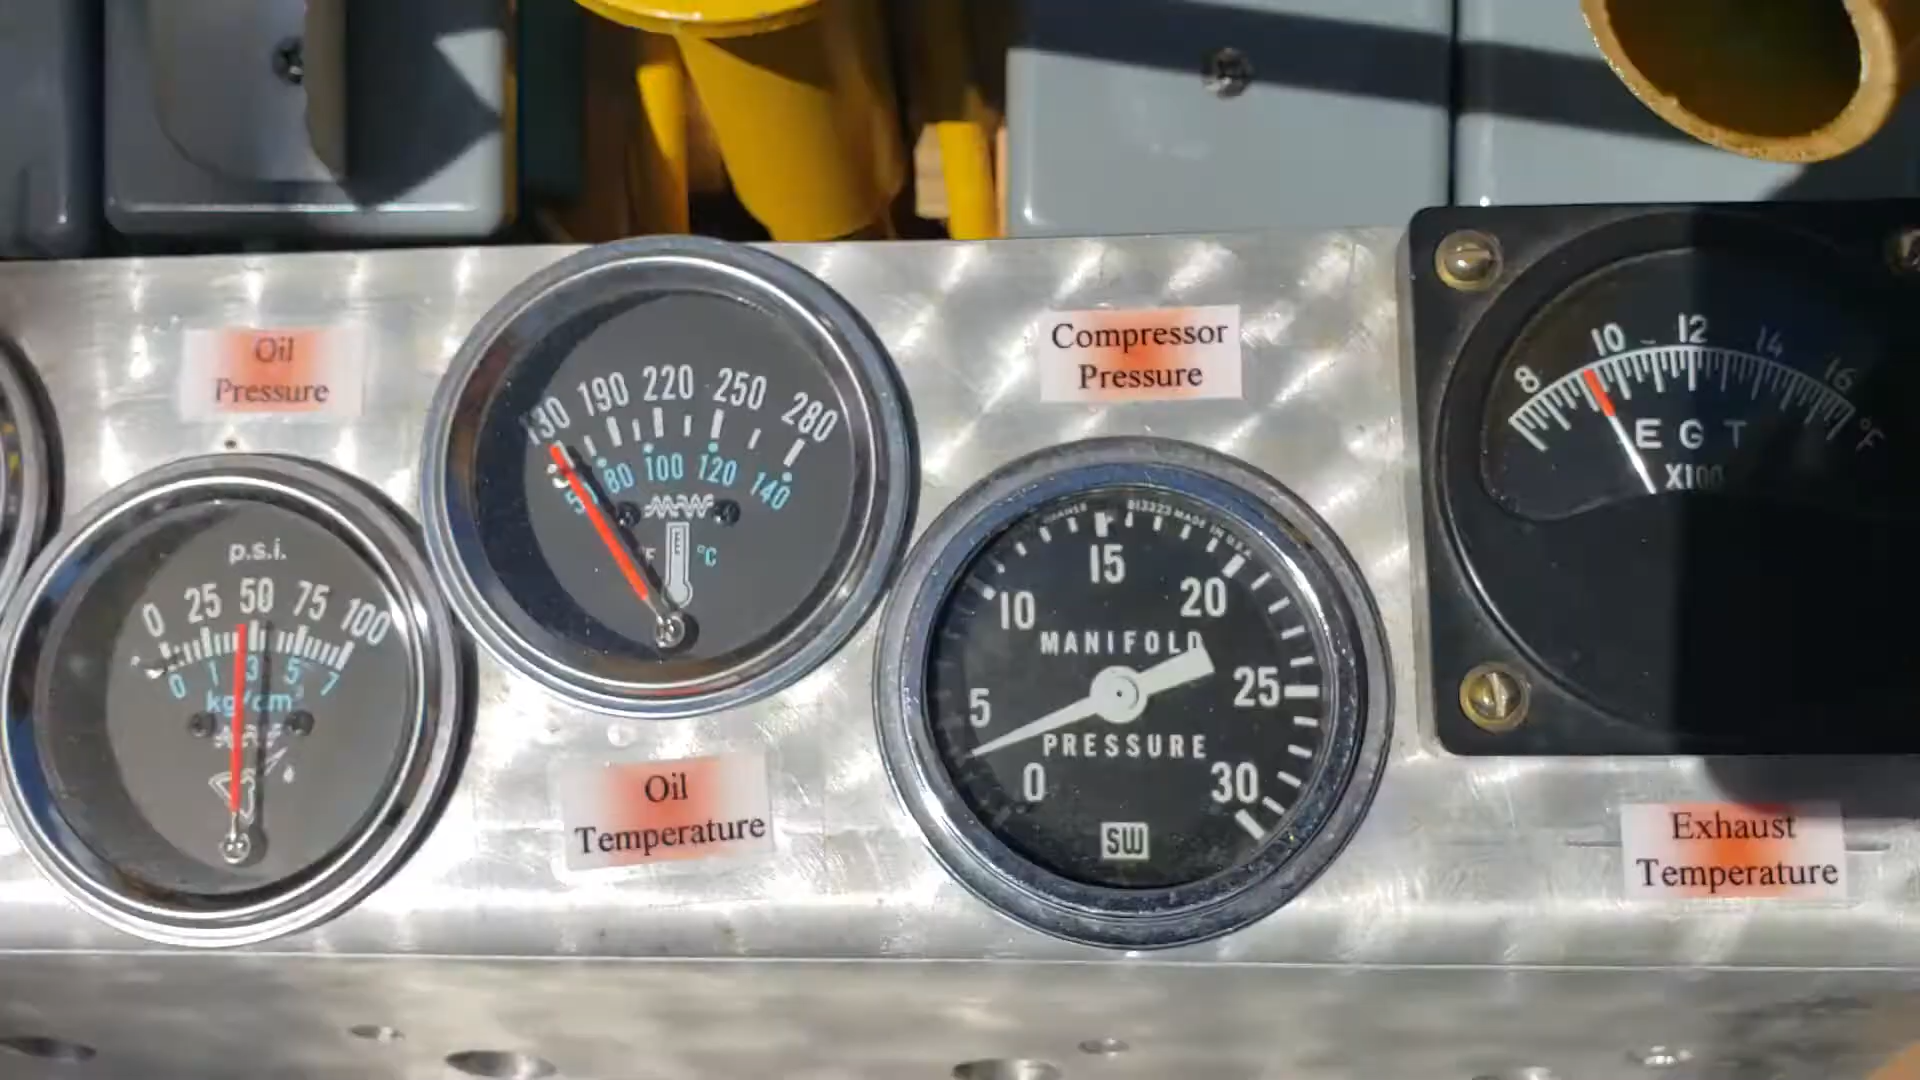 Oil
Pressure
p.s.i.
0 25 50 75 100
0 1 3 5 7
kg/cm²
130 190 220 250 280
50 80 100 120 140
°F °C
Oil
Temperature
Compressor
Pressure
813323 MADE IN U.S.A.
0 5 10 15 20 25 30
MANIFOLD
PRESSURE
SW
8 10 12 14 16
°F
EGT
X100
Exhaust
Temperature